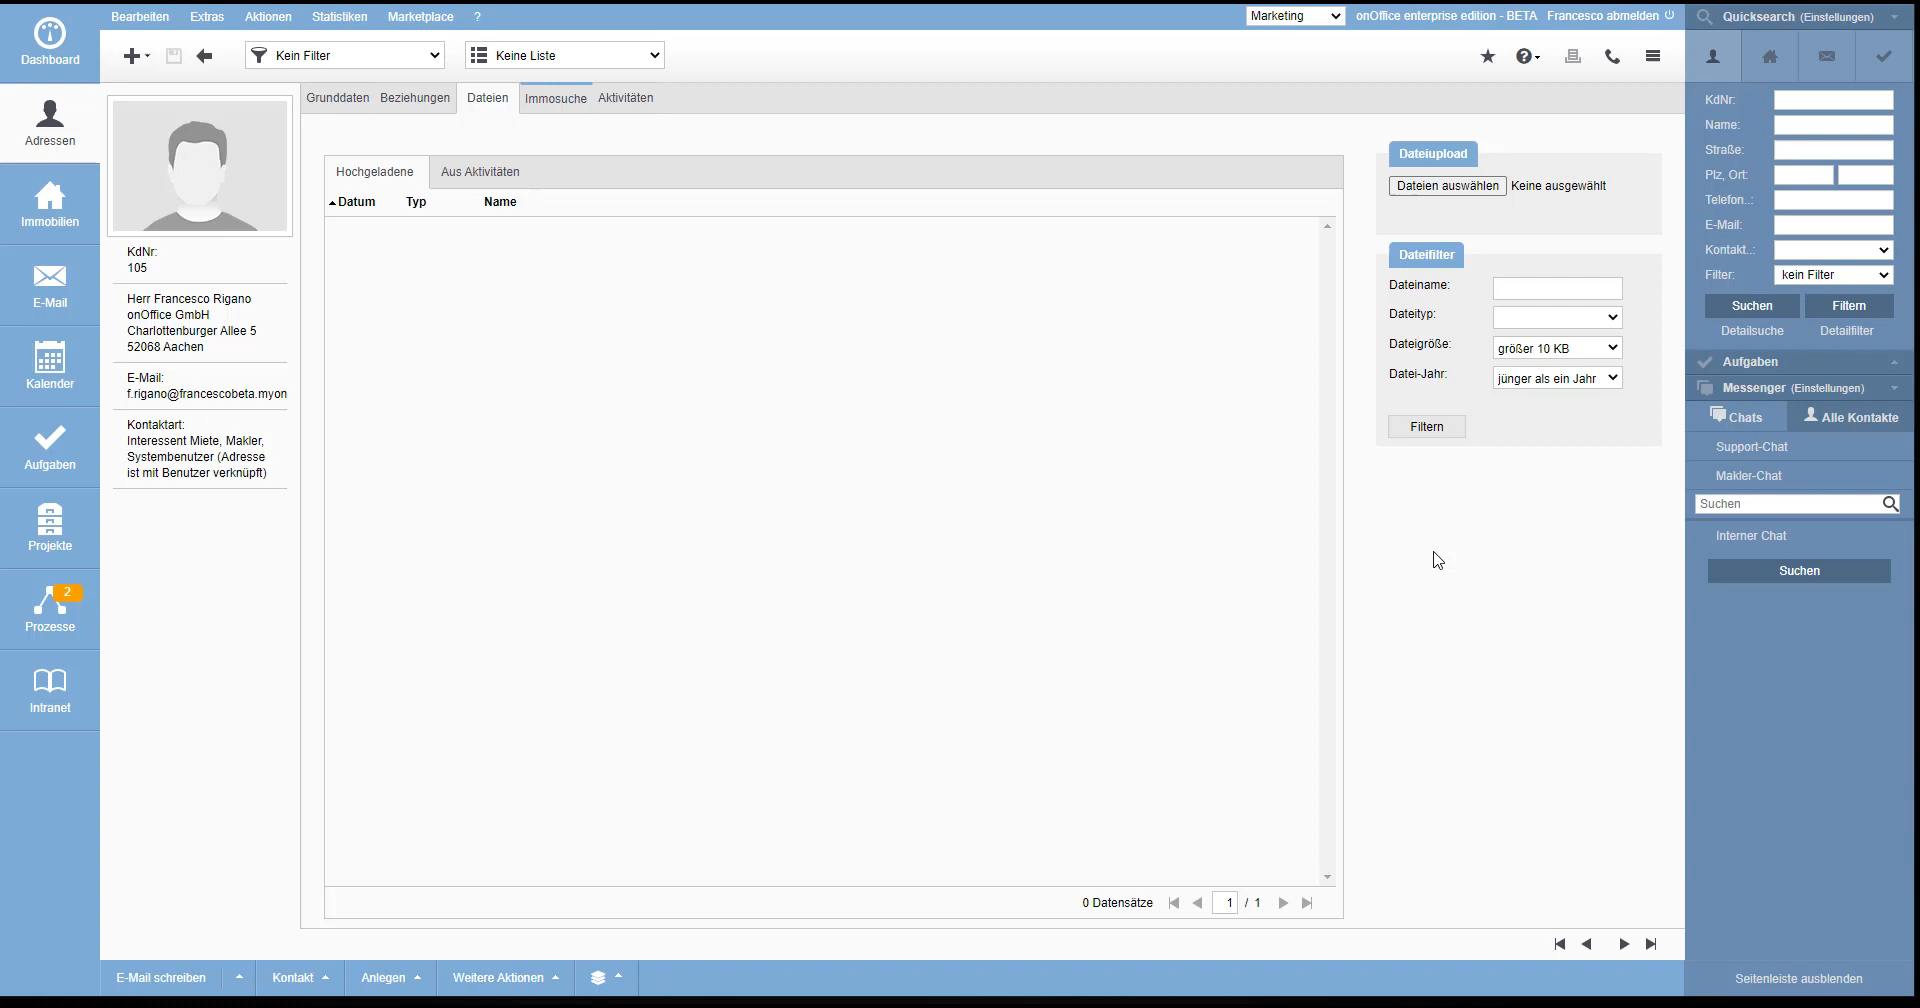 Bearbeiten Extras Aktionen Statistiken Marketplace ? Marketing onOffice enterprise edition - BETA Francesco abmelden
Quicksearch (Einstellungen)
Dashboard
Kein Filter Keine Liste
Adressen
Immobilien
E-Mail
Kalender
Aufgaben
Projekte
2
Prozesse
Intranet
KdNr:
105
Herr Francesco Rigano
onOffice GmbH
Charlottenburger Allee 5
52068 Aachen
E-Mail:
f.rigano@francescobeta.myon
Kontaktart:
Interessent Miete, Makler,
Systembenutzer (Adresse
ist mit Benutzer verknüpft)
Grunddaten Beziehungen Dateien Immosuche Aktivitäten
Hochgeladene Aus Aktivitäten
Datum Typ Name
0 Datensätze 1 / 1
Dateiupload
Dateien auswählen Keine ausgewählt
Dateifilter
Dateiname:
Dateityp:
Dateigröße: größer 10 KB
Datei-Jahr: jünger als ein Jahr
Filtern
KdNr:
Name:
Straße:
Plz, Ort:
Telefon..:
E-Mail:
Kontakt..:
Filter: kein Filter
Suchen Filtern
Detailsuche Detailfilter
Aufgaben
Messenger (Einstellungen)
Chats Alle Kontakte
Support-Chat
Makler-Chat
Suchen
Interner Chat
Suchen
E-Mail schreiben Kontakt Anlegen Weitere Aktionen
Seitenleiste ausblenden